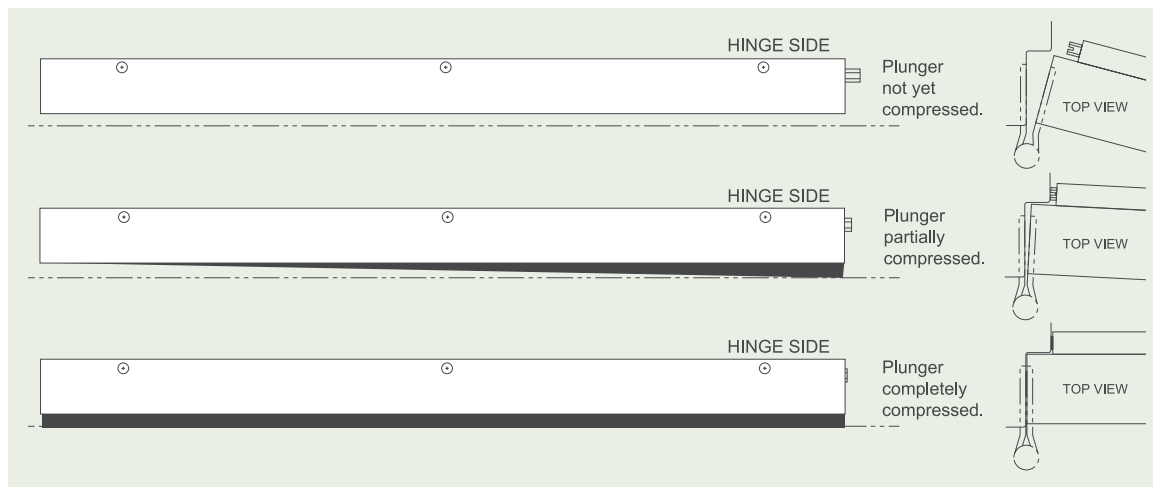 HINGE SIDE
Plunger
not yet
compressed.
TOP VIEW
HINGE SIDE
Plunger
partially
compressed.
TOP VIEW
HINGE SIDE
Plunger
completely
compressed.
TOP VIEW